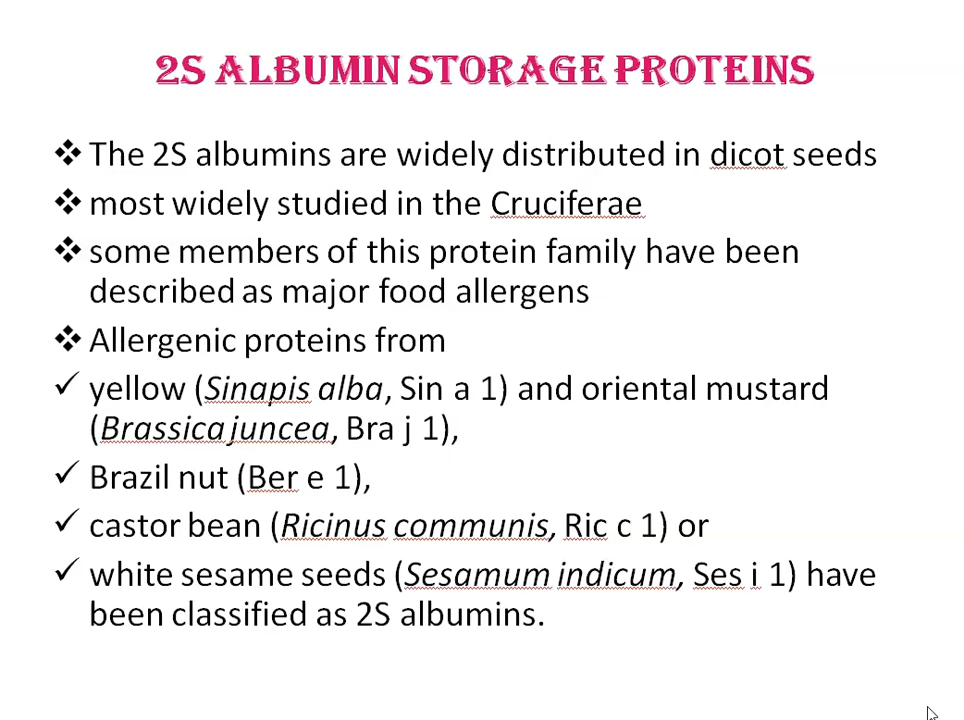 2S ALBUMIN STORAGE PROTEINS
❖ The 2S albumins are widely distributed in dicot seeds
❖ most widely studied in the Cruciferae
❖ some members of this protein family have been
described as major food allergens
❖ Allergenic proteins from
✓ yellow (Sinapis alba, Sin a 1) and oriental mustard
(Brassica juncea, Bra j 1),
✓ Brazil nut (Ber e 1),
✓ castor bean (Ricinus communis, Ric c 1) or
✓ white sesame seeds (Sesamum indicum, Ses i 1) have
been classified as 2S albumins.